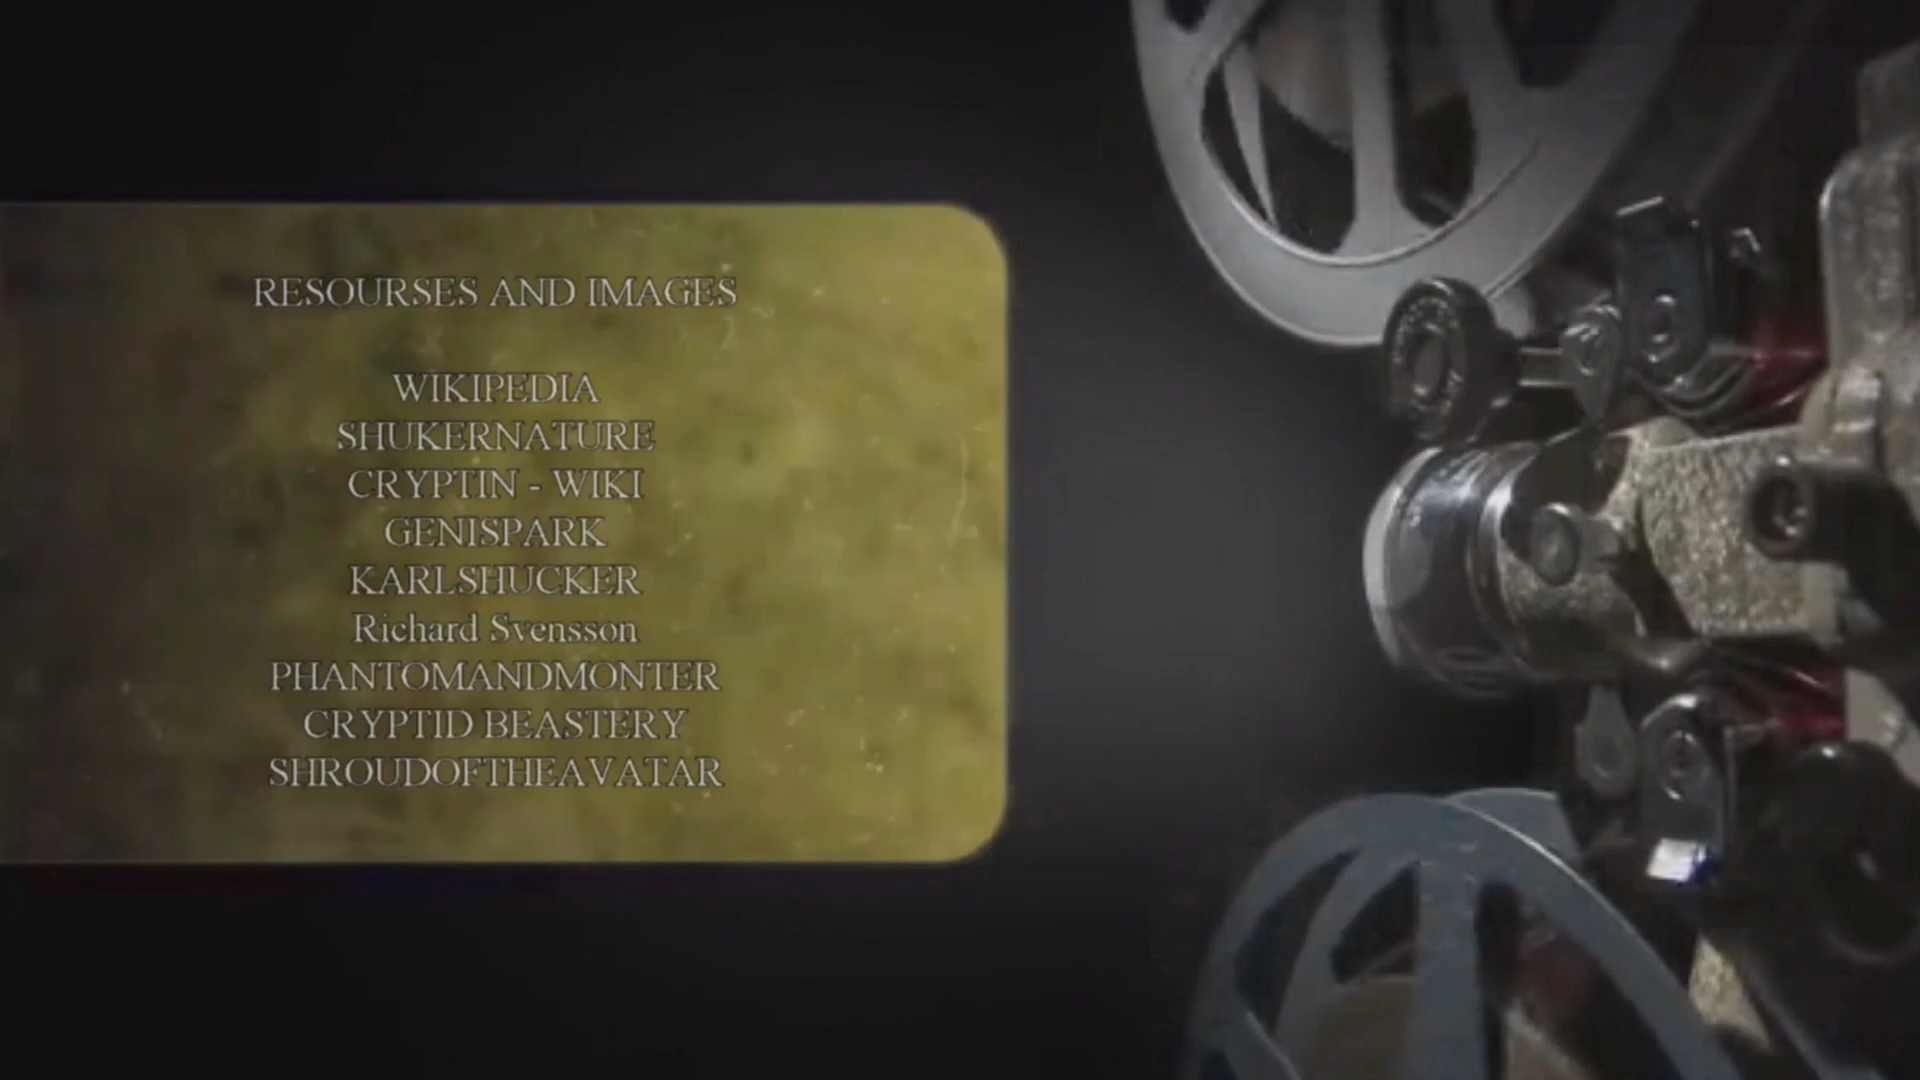 RESOURSES AND IMAGES
WIKIPEDIA
SHUKERNATURE
CRYPTIN - WIKI
GENISPARK
KARLSHUCKER
Richard Svensson
PHANTOMANDMONTER
CRYPTID BEASTERY
SHROUDOFTHEAVATAR